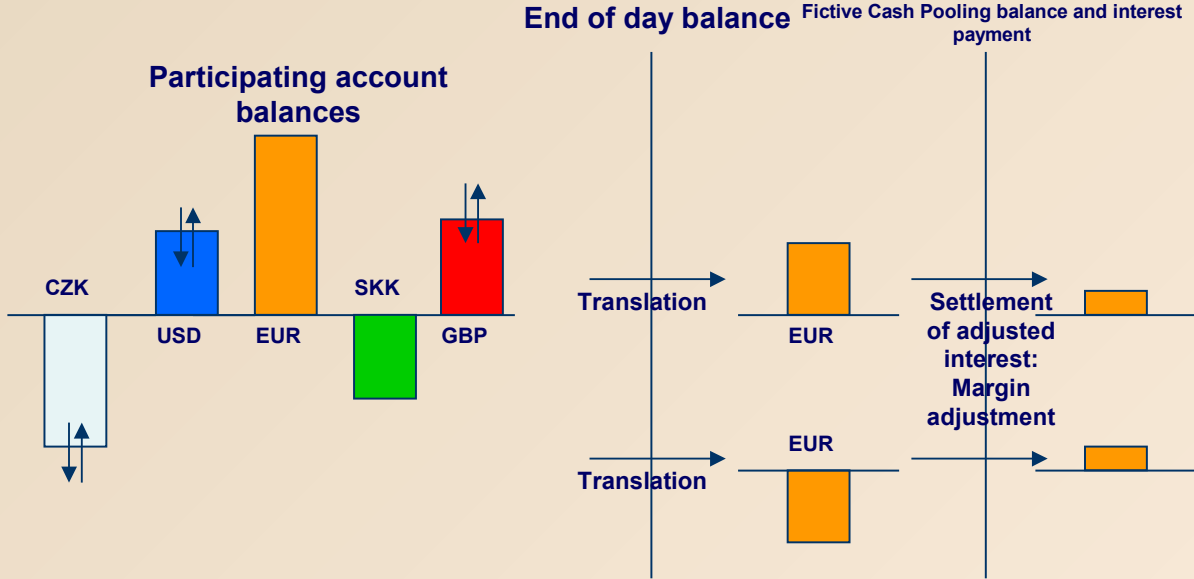 End of day balance
Fictive Cash Pooling balance and interest
payment
Participating account
balances
CZK
USD
EUR
SKK
GBP
Translation
EUR
Settlement
of adjusted
interest:
Margin
adjustment
EUR
Translation